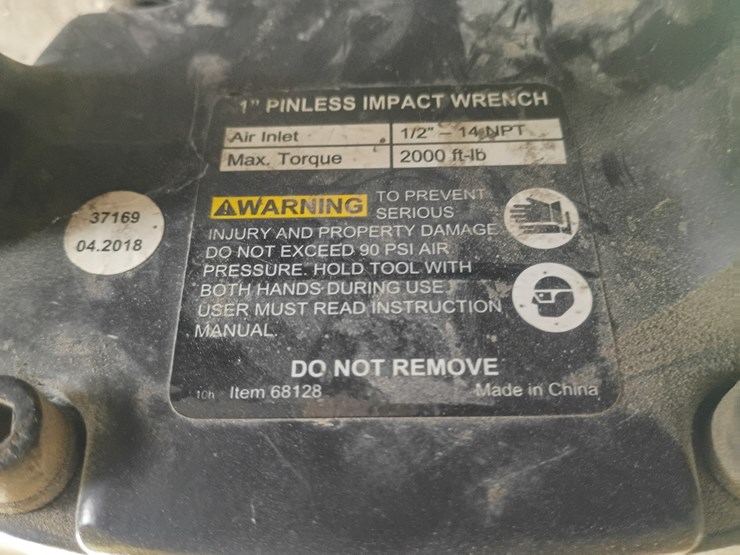 1" PINLESS IMPACT WRENCH
Air Inlet 1/2" – 14 NPT
Max. Torque 2000 ft-lb
WARNING TO PREVENT
SERIOUS
INJURY AND PROPERTY DAMAGE:
DO NOT EXCEED 90 PSI AIR
PRESSURE. HOLD TOOL WITH
BOTH HANDS DURING USE.
USER MUST READ INSTRUCTION
MANUAL.
DO NOT REMOVE
10h Item 68128 Made in China
37169
04.2018